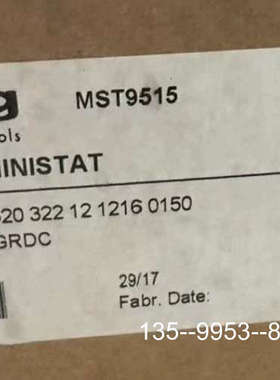 g
MST9515
ols
INISTAT
20 322 12 1216 0150
GRDC
29/17
Fabr. Date:
135--9953--8